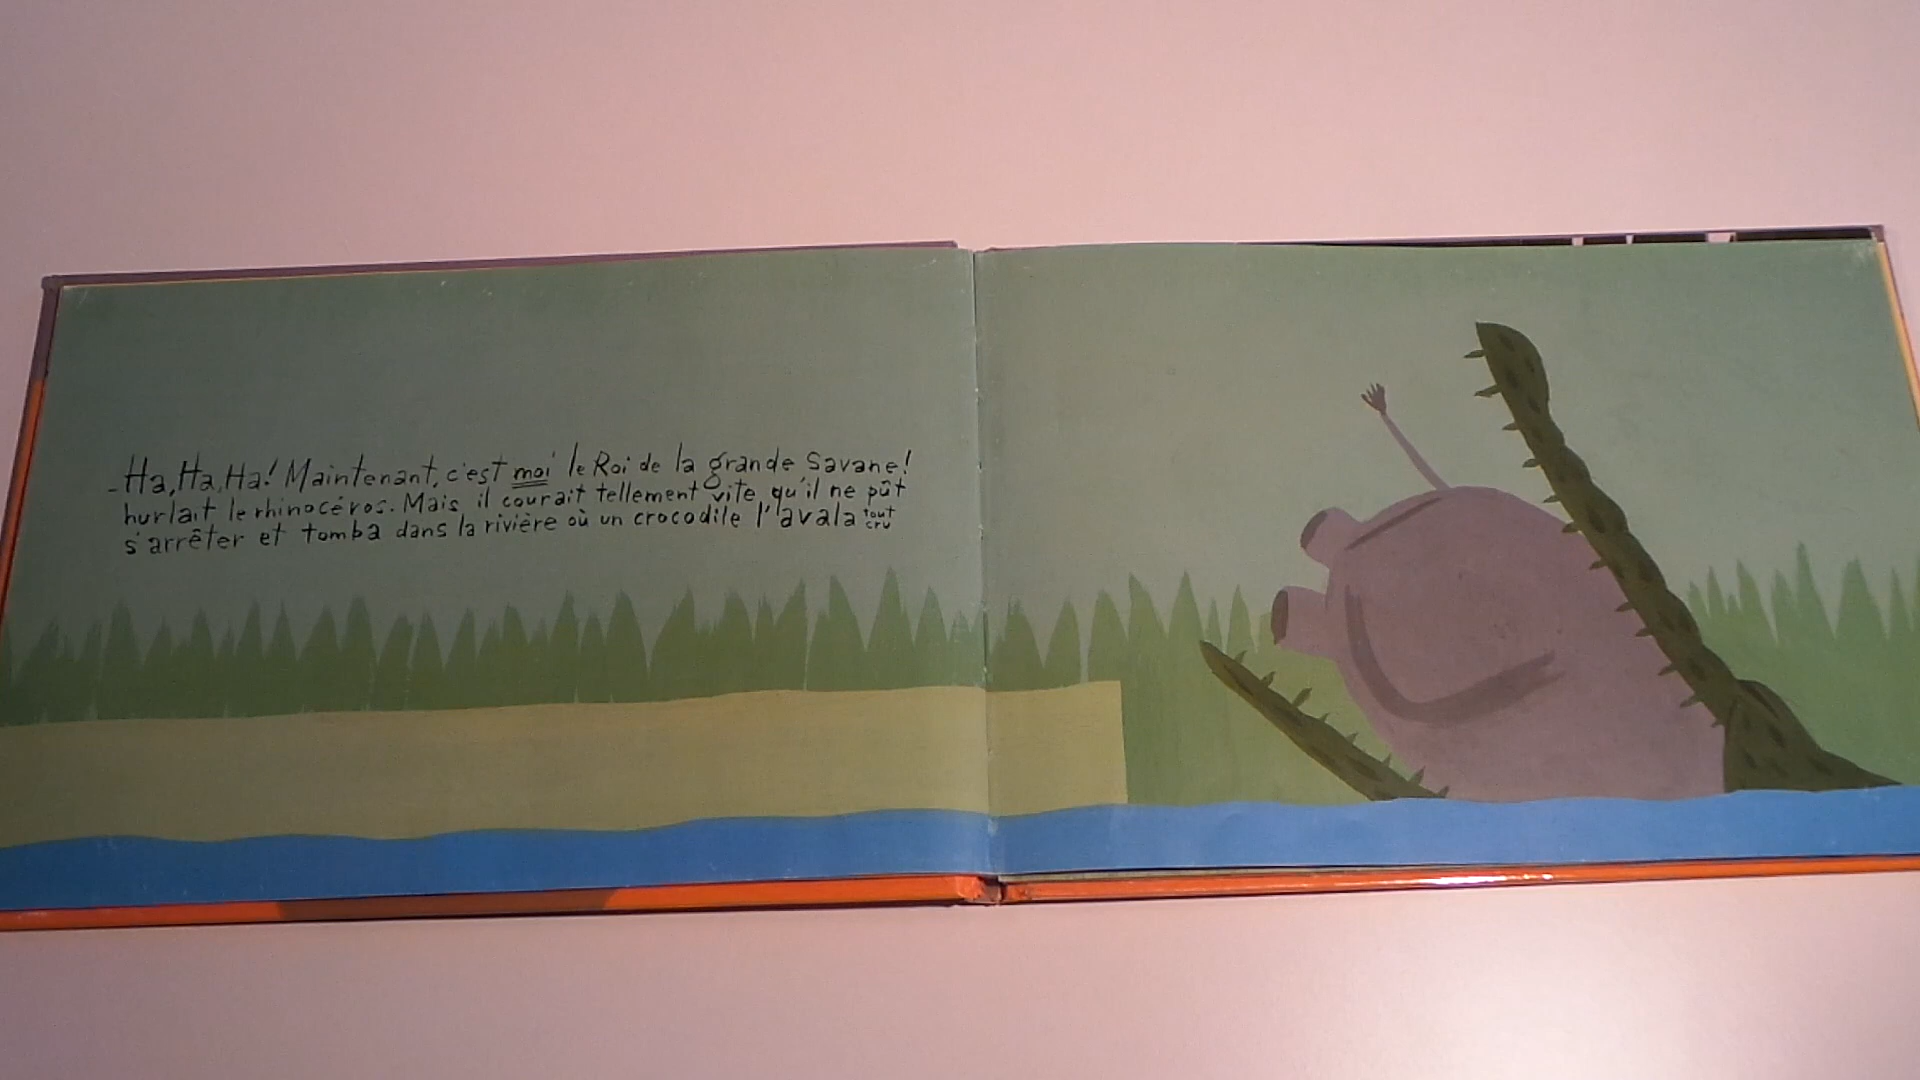 _Ha, Ha, Ha! Maintenant, c'est moi le Roi de la grande Savane!
hurlait le rhinocéros. Mais il courait tellement vite qu'il ne pût
s'arrêter et tomba dans la rivière où un crocodile l'avala tout cru